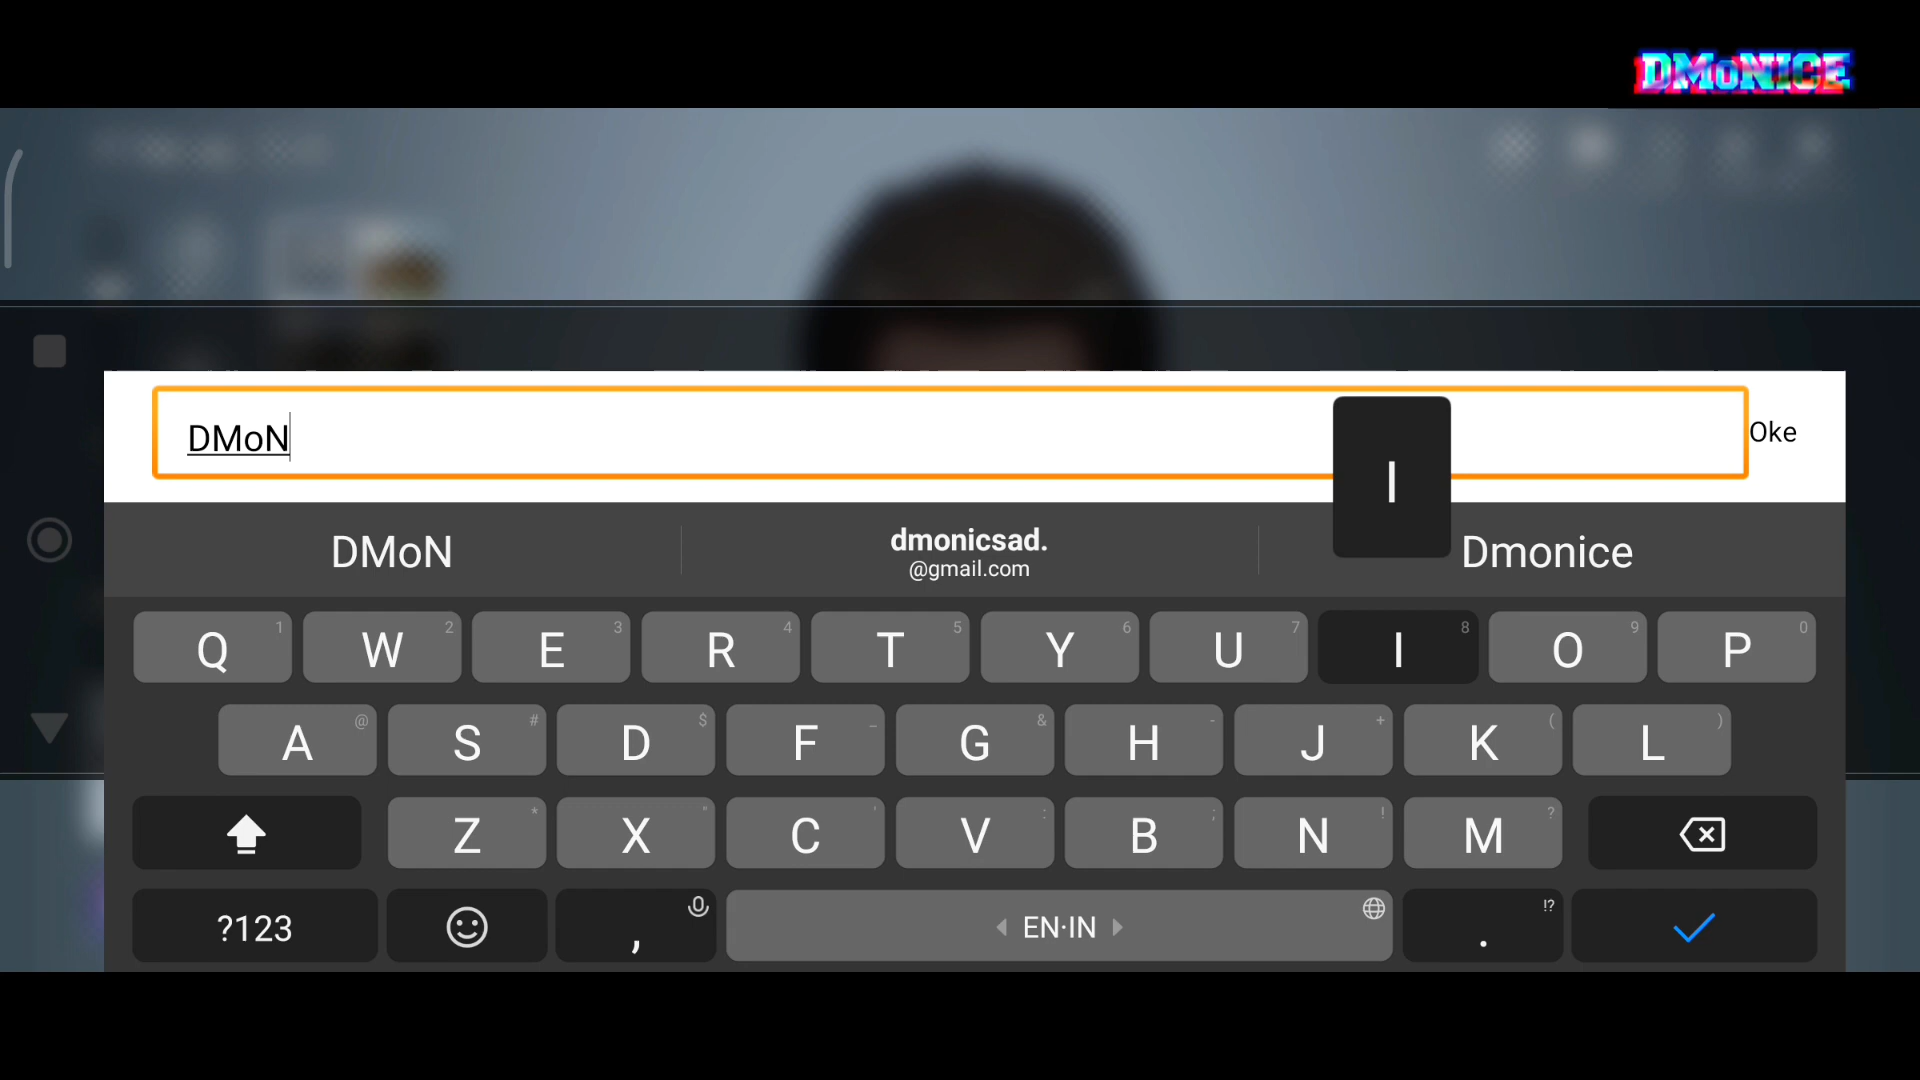 DMoNICE
DMoN
Oke
I
DMoN
dmonicsad.
@gmail.com
Dmonice
Q 1 W 2 E 3 R 4 T 5 Y 6 U 7 I 8 O 9 P 0
A @ S # D $ F _ G & H - J + K ( L )
Z * X " C ' V : B ; N ! M ?
?123 , EN·IN . !?